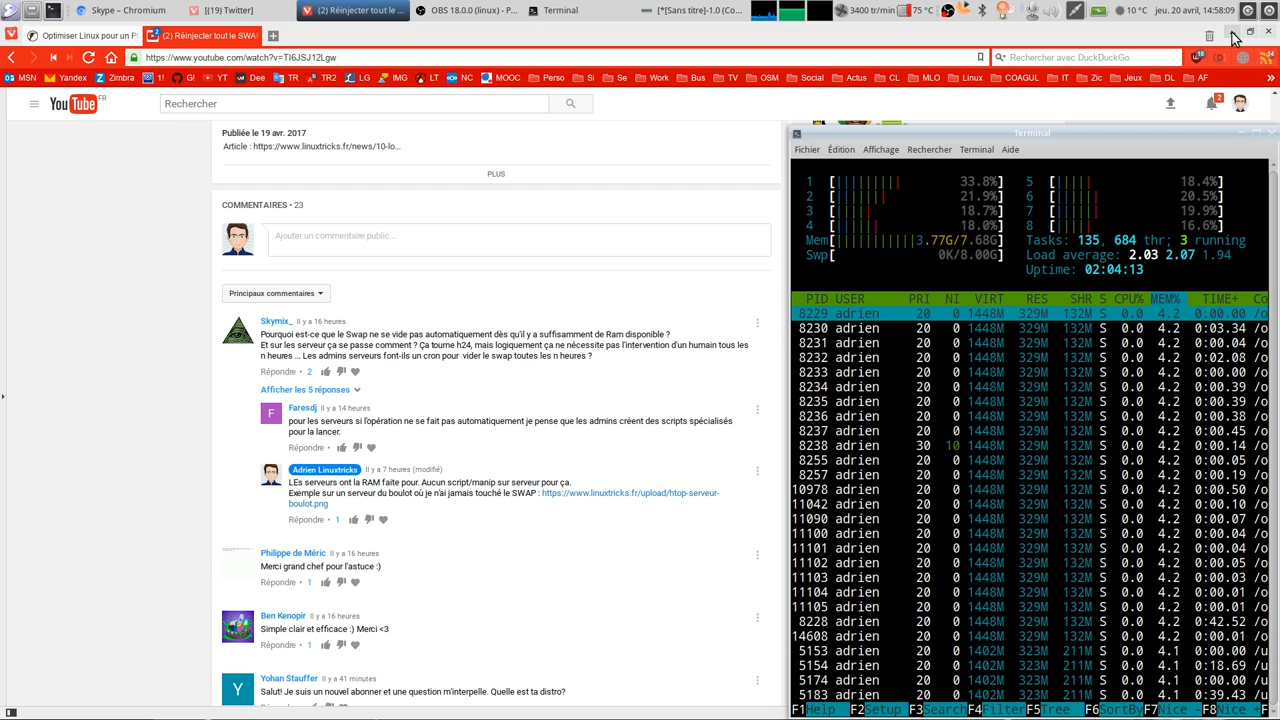 (2) Réinjecter tout le ...
(2) Youtube – Chromium
[(19) Twitter]
OBS 18.0.0 (linux) - P...
Terminal
[*[Sans titre]-1.0 (Co...
3400 tr/min
75 °C
10 °C
jeu. 20 avril, 14:58:09
Optimiser Linux pour un P
(2) Réinjecter tout le SWA
https://www.youtube.com/watch?v=TI6JSJ12Lgw
Rechercher avec DuckDuckGo
MSN Yandex Zimbra 1! G! YT Dee TR TR2 LG IMG LT NC MOOC Perso Si Se Work Bus TV OSM Social Actus CL MLO Linux COAGUL IT Zic Jeux DL AF
YouTube FR
Rechercher
2
Publiée le 19 avr. 2017
Article : https://www.linuxtricks.fr/news/10-lo...
PLUS
COMMENTAIRES • 23
Ajouter un commentaire public...
Principaux commentaires
Skymix_ Il y a 16 heures
Pourquoi est-ce que le Swap ne se vide pas automatiquement dès qu'il y a suffisamment de Ram disponible ?
Et sur les serveur ça se passe comment ? Ça tourne h24, mais logiquement ça ne nécessite pas l'intervention d'un humain tous les
n heures ... Les admins serveurs font-ils un cron pour vider le swap toutes les n heures ?
Répondre • 2
Afficher les 5 réponses
F
Faresdj Il y a 14 heures
pour les serveurs si l'opération ne se fait pas automatiquement je pense que les admins créent des scripts spécialisés
pour la lancer.
Répondre •
Adrien Linuxtricks Il y a 7 heures (modifié)
LEs serveurs ont la RAM faite pour. Aucun script/manip sur serveur pour ça.
Exemple sur un serveur du boulot où je n'ai jamais touché le SWAP : https://www.linuxtricks.fr/upload/htop-serveur-
boulot.png
Répondre • 1
Philippe de Méric Il y a 16 heures
Merci grand chef pour l'astuce :)
Répondre • 1
Ben Kenopir Il y a 16 heures
Simple clair et efficace :) Merci <3
Répondre • 1
Y
Yohan Stauffer Il y a 41 minutes
Salut! Je suis un nouvel abonner et une question m'interpelle. Quelle est ta distro?
Terminal
Fichier Édition Affichage Rechercher Terminal Aide
1 [ 33.8%] 5 [ 18.4%]
2 [ 21.9%] 6 [ 20.5%]
3 [ 18.7%] 7 [ 19.9%]
4 [ 18.0%] 8 [ 16.6%]
Mem[ 3.77G/7.68G] Tasks: 135, 684 thr; 3 running
Swp[ 0K/8.00G] Load average: 2.03 2.07 1.94
Uptime: 02:04:13
PID USER PRI NI VIRT RES SHR S CPU% MEM% TIME+ Co
8229 adrien 20 0 1448M 329M 132M S 0.0 4.2 0:00.00 /o
8230 adrien 20 0 1448M 329M 132M S 0.0 4.2 0:03.34 /o
8231 adrien 20 0 1448M 329M 132M S 0.0 4.2 0:00.04 /o
8232 adrien 20 0 1448M 329M 132M S 0.0 4.2 0:02.08 /o
8233 adrien 20 0 1448M 329M 132M S 0.0 4.2 0:00.00 /o
8234 adrien 20 0 1448M 329M 132M S 0.0 4.2 0:00.39 /o
8235 adrien 20 0 1448M 329M 132M S 0.0 4.2 0:00.39 /o
8236 adrien 20 0 1448M 329M 132M S 0.0 4.2 0:00.38 /o
8237 adrien 20 0 1448M 329M 132M S 0.0 4.2 0:00.45 /o
8238 adrien 30 10 1448M 329M 132M S 0.0 4.2 0:00.14 /o
8255 adrien 20 0 1448M 329M 132M S 0.0 4.2 0:00.00 /o
8257 adrien 20 0 1448M 329M 132M S 0.0 4.2 0:00.19 /o
10978 adrien 20 0 1448M 329M 132M S 0.0 4.2 0:00.50 /o
11042 adrien 20 0 1448M 329M 132M S 0.0 4.2 0:00.10 /o
11090 adrien 20 0 1448M 329M 132M S 0.0 4.2 0:00.07 /o
11100 adrien 20 0 1448M 329M 132M S 0.0 4.2 0:00.04 /o
11101 adrien 20 0 1448M 329M 132M S 0.0 4.2 0:00.04 /o
11102 adrien 20 0 1448M 329M 132M S 0.0 4.2 0:00.05 /o
11103 adrien 20 0 1448M 329M 132M S 0.0 4.2 0:00.06 /o
11104 adrien 20 0 1448M 329M 132M S 0.0 4.2 0:00.01 /o
11105 adrien 20 0 1448M 329M 132M S 0.0 4.2 0:00.01 /o
8228 adrien 20 0 1448M 329M 132M S 0.0 4.2 0:42.52 /o
14608 adrien 20 0 1448M 329M 132M S 0.0 4.2 0:00.01 /o
5153 adrien 20 0 1402M 323M 211M S 0.0 4.1 0:00.00 /u
5154 adrien 20 0 1402M 323M 211M S 0.0 4.1 0:18.69 /u
5174 adrien 20 0 1402M 323M 211M S 0.0 4.1 0:00.00 /u
5183 adrien 20 0 1402M 323M 211M S 0.0 4.1 0:39.43 /u
F1Help F2Setup F3Search F4Filter F5Tree F6SortBy F7Nice - F8Nice +